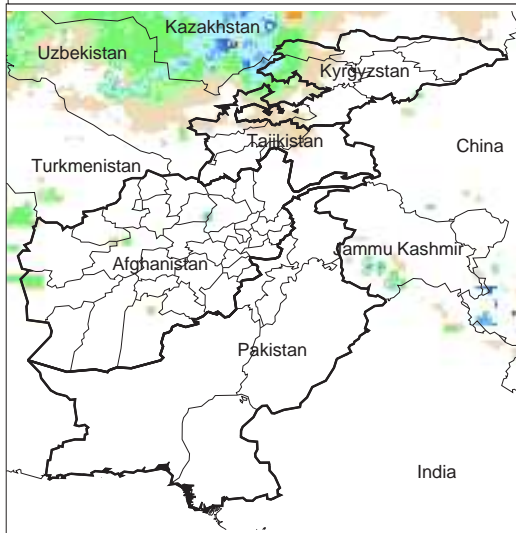 Kazakhstan
Uzbekistan
Kyrgyzstan
Tajikistan
China
Turkmenistan
Jammu Kashmir
Afghanistan
Pakistan
India